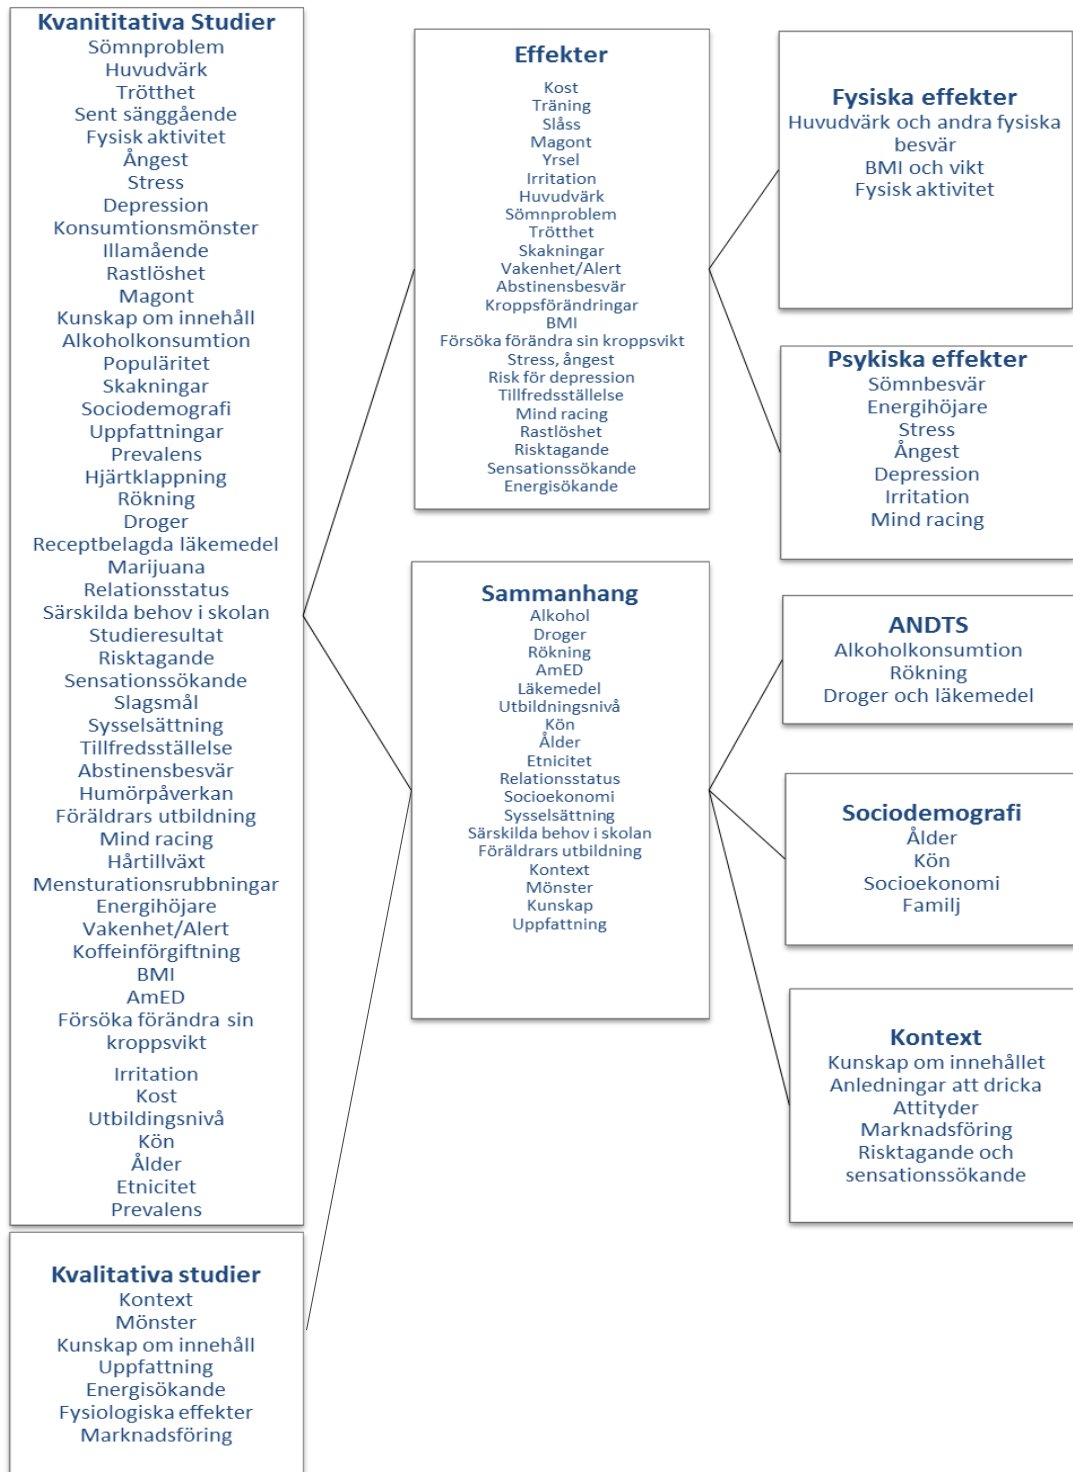 Kvanititativa Studier
Sömnproblem
Huvudvärk
Trötthet
Sent sänggående
Fysisk aktivitet
Ångest
Stress
Depression
Konsumtionsmönster
Illamående
Rastlöshet
Magont
Kunskap om innehåll
Alkoholkonsumtion
Populäritet
Skakningar
Sociodemografi
Uppfattningar
Prevalens
Hjärtklappning
Rökning
Droger
Receptbelagda läkemedel
Marijuana
Relationsstatus
Särskilda behov i skolan
Studieresultat
Risktagande
Sensationssökande
Slagsmål
Sysselsättning
Tillfredsställelse
Abstinensbesvär
Humörpåverkan
Föräldrars utbildning
Mind racing
Hårtillväxt
Mensturationsrubbningar
Energihöjare
Vakenhet/Alert
Koffeinförgiftning
BMI
AmED
Försöka förändra sin
kroppsvikt
Irritation
Kost
Utbildingsnivå
Kön
Ålder
Etnicitet
Prevalens
Kvalitativa studier
Kontext
Mönster
Kunskap om innehåll
Uppfattning
Energisökande
Fysiologiska effekter
Marknadsföring
Effekter
Kost
Träning
Slåss
Magont
Yrsel
Irritation
Huvudvärk
Sömnproblem
Trötthet
Skakningar
Vakenhet/Alert
Abstinensbesvär
Kroppsförändringar
BMI
Försöka förändra sin kroppsvikt
Stress, ångest
Risk för depression
Tillfredsställelse
Mind racing
Rastlöshet
Risktagande
Sensationssökande
Energisökande
Sammanhang
Alkohol
Droger
Rökning
AmED
Läkemedel
Utbildningsnivå
Kön
Ålder
Etnicitet
Relationsstatus
Socioekonomi
Sysselsättning
Särskilda behov i skolan
Föräldrars utbildning
Kontext
Mönster
Kunskap
Uppfattning
Fysiska effekter
Huvudvärk och andra fysiska
besvär
BMI och vikt
Fysisk aktivitet
Psykiska effekter
Sömnbesvär
Energihöjare
Stress
Ångest
Depression
Irritation
Mind racing
ANDTS
Alkoholkonsumtion
Rökning
Droger och läkemedel
Sociodemografi
Ålder
Kön
Socioekonomi
Familj
Kontext
Kunskap om innehållet
Anledningar att dricka
Attityder
Marknadsföring
Risktagande och
sensationssökande